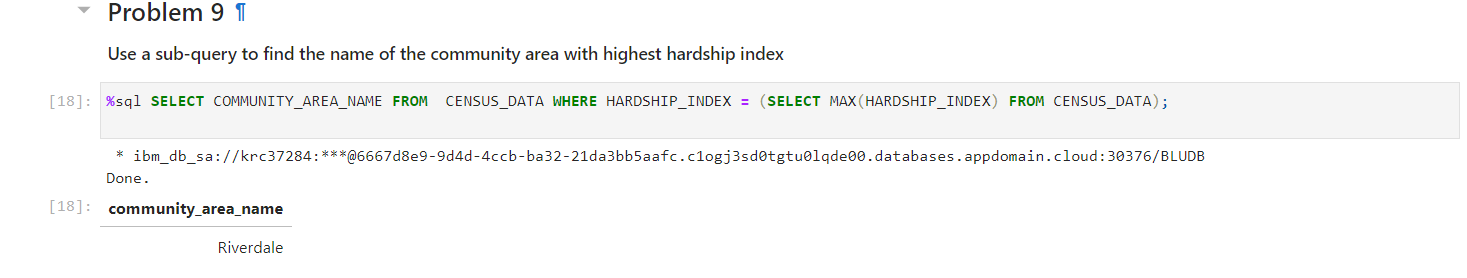 Problem 9 ¶
Use a sub-query to find the name of the community area with highest hardship index
[18]: %sql SELECT COMMUNITY_AREA_NAME FROM  CENSUS_DATA WHERE HARDSHIP_INDEX = (SELECT MAX(HARDSHIP_INDEX) FROM CENSUS_DATA);
* ibm_db_sa://krc37284:***@6667d8e9-9d4d-4ccb-ba32-21da3bb5aafc.c1ogj3sd0tgtu0lqde00.databases.appdomain.cloud:30376/BLUDB
Done.
[18]: community_area_name
Riverdale